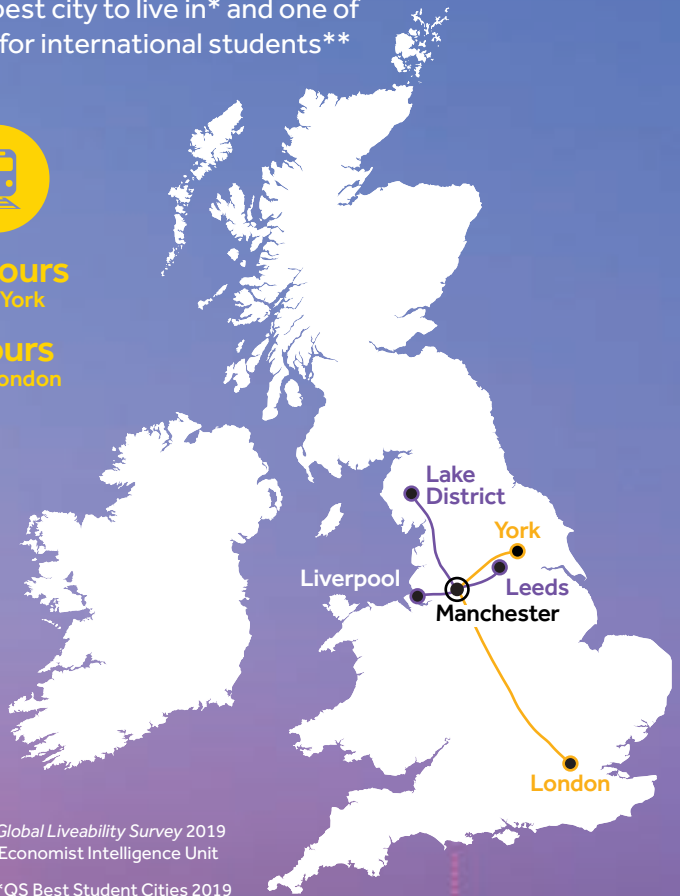 best city to live in* and one of
for international students**
ours
York
ours
ondon
Lake
District
York
Liverpool
Leeds
Manchester
London
Global Liveability Survey 2019
Economist Intelligence Unit
*QS Best Student Cities 2019